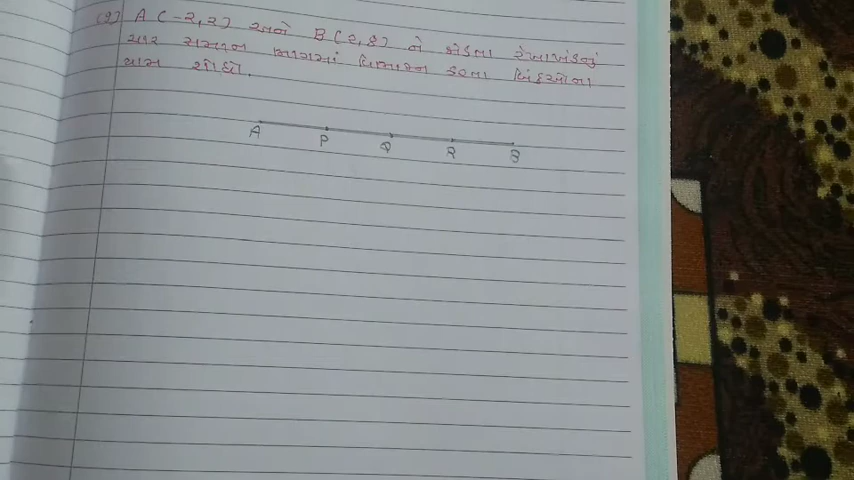 (૨) A (-૨,૨) અને B (૨,૮) ને જોડતા રેખાખંડનું
ચાર સમાન ભાગમાં વિભાજન કરતા બિંદુઓના
યામ શોધો.
A P Q R B